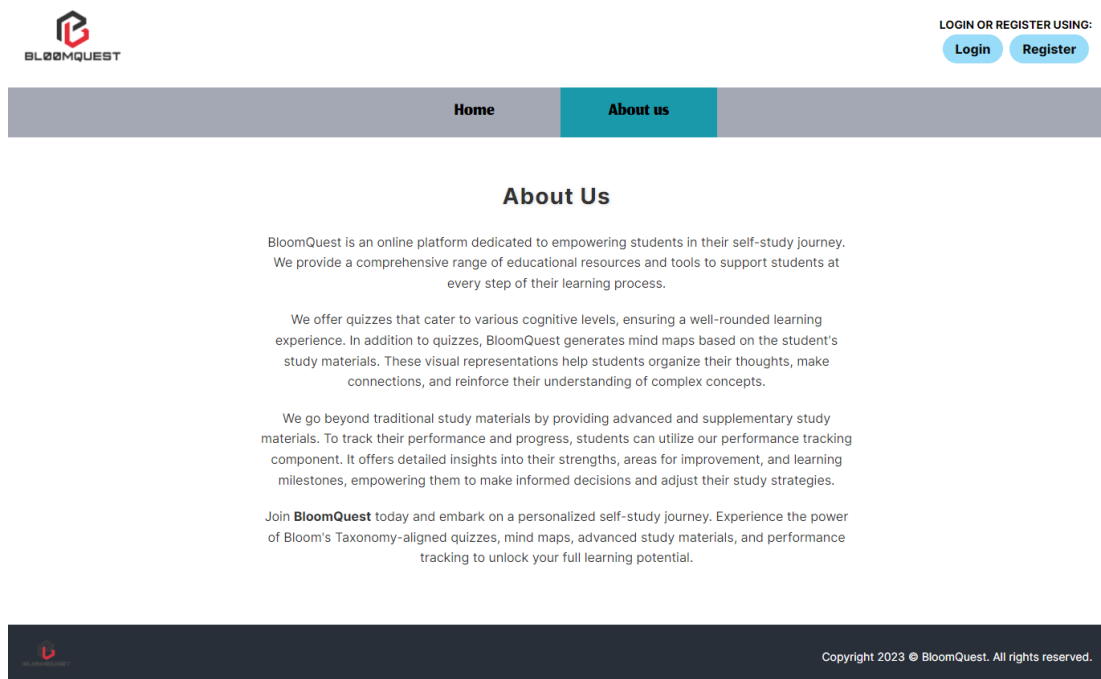 BLOOMQUEST
LOGIN OR REGISTER USING:
Login
Register
Home
About us
About Us
BloomQuest is an online platform dedicated to empowering students in their self-study journey.
We provide a comprehensive range of educational resources and tools to support students at
every step of their learning process.
We offer quizzes that cater to various cognitive levels, ensuring a well-rounded learning
experience. In addition to quizzes, BloomQuest generates mind maps based on the student's
study materials. These visual representations help students organize their thoughts, make
connections, and reinforce their understanding of complex concepts.
We go beyond traditional study materials by providing advanced and supplementary study
materials. To track their performance and progress, students can utilize our performance tracking
component. It offers detailed insights into their strengths, areas for improvement, and learning
milestones, empowering them to make informed decisions and adjust their study strategies.
Join BloomQuest today and embark on a personalized self-study journey. Experience the power
of Bloom's Taxonomy-aligned quizzes, mind maps, advanced study materials, and performance
tracking to unlock your full learning potential.
BLOOMQUEST
Copyright 2023 © BloomQuest. All rights reserved.